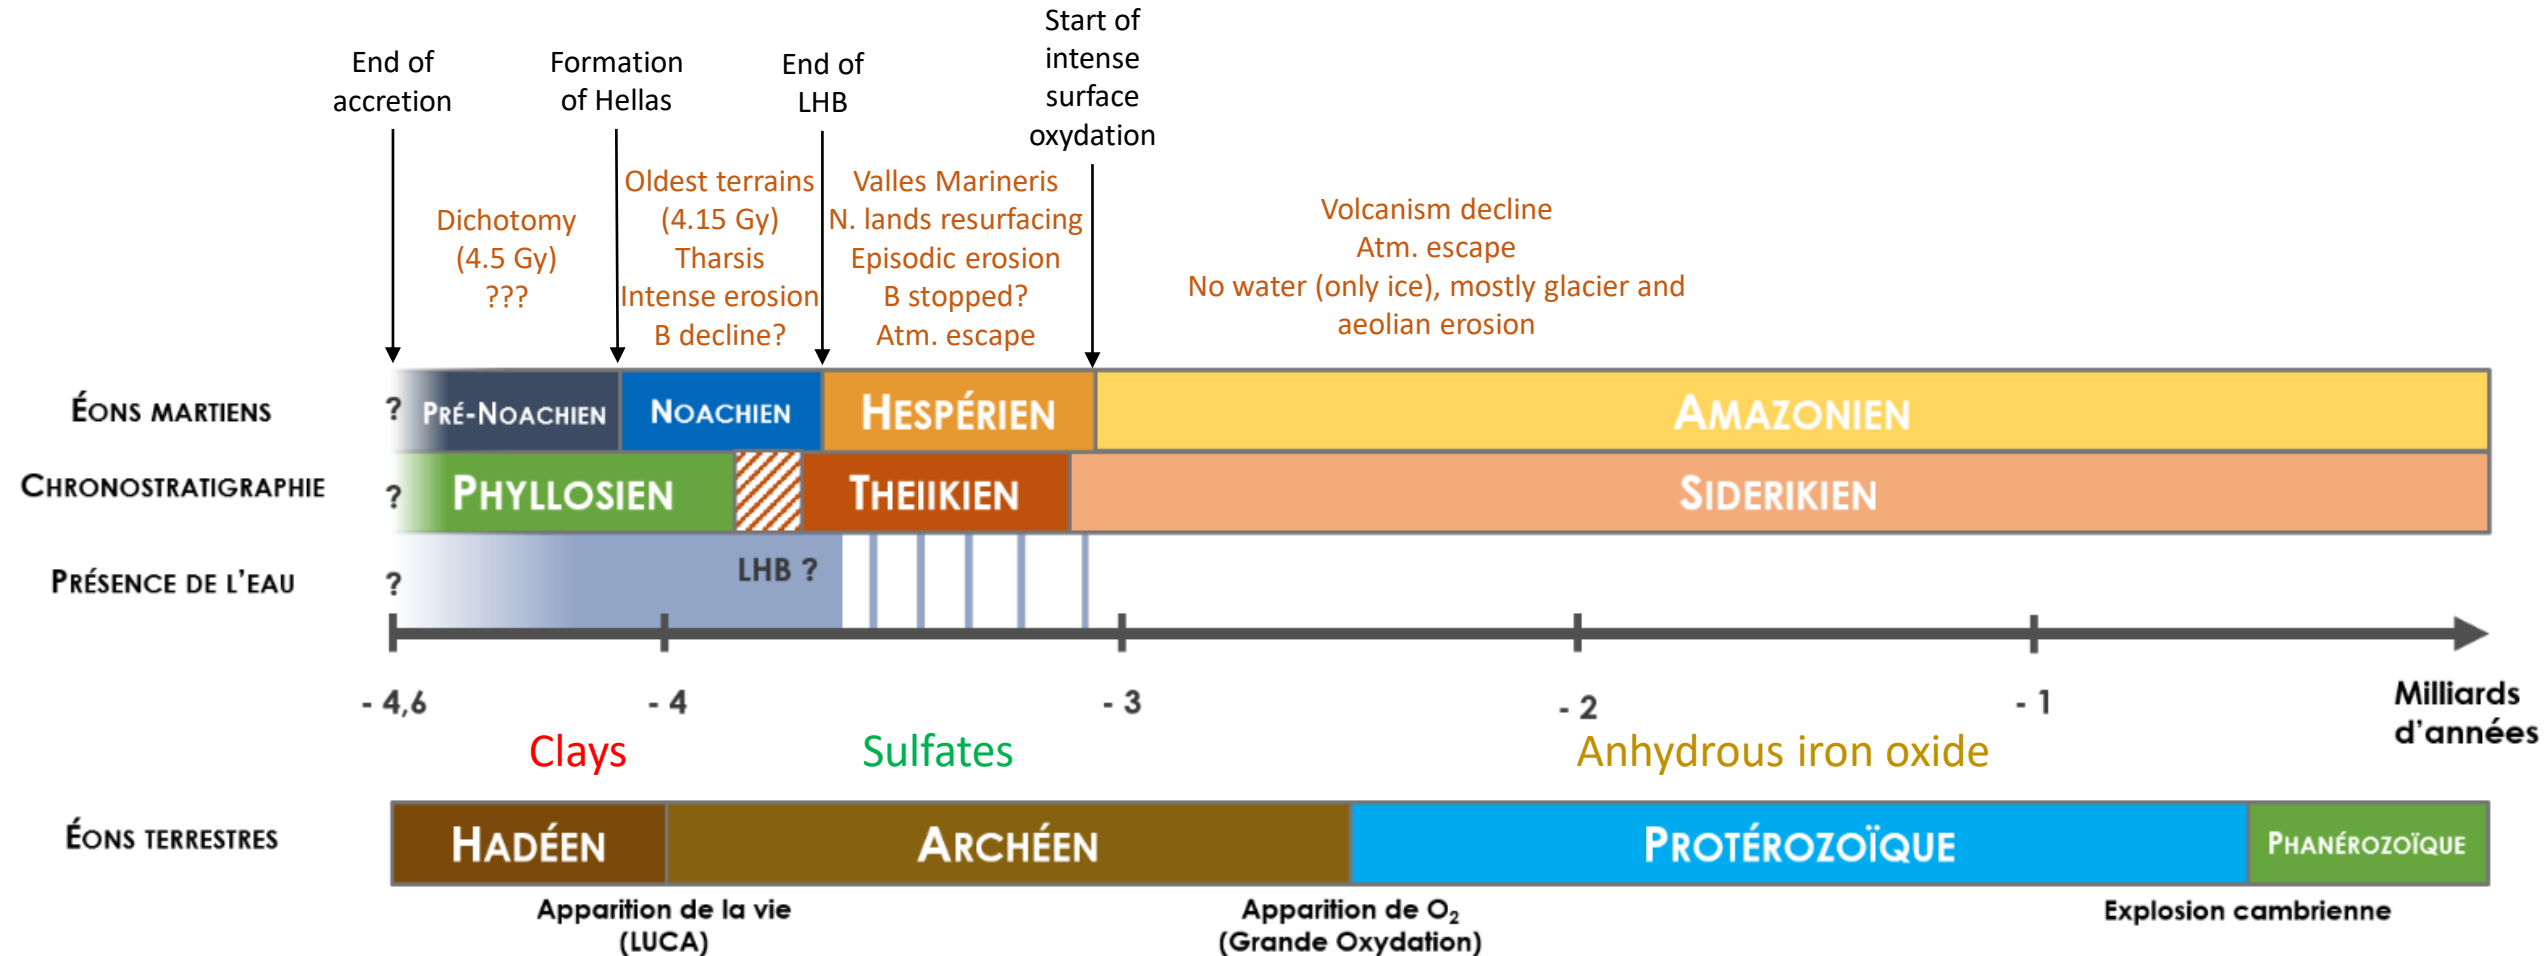 End of
accretion
Formation
of Hellas
End of
LHB
Start of
intense
surface
oxydation
Dichotomy
(4.5 Gy)
???
Oldest terrains
(4.15 Gy)
Tharsis
Intense erosion
B decline?
Valles Marineris
N. lands resurfacing
Episodic erosion
B stopped?
Atm. escape
Volcanism decline
Atm. escape
No water (only ice), mostly glacier and
aeolian erosion
ÉONS MARTIENS
?
PRÉ-NOACHIEN
NOACHIEN
HESPÉRIEN
AMAZONIEN
CHRONOSTRATIGRAPHIE
?
PHYLLOSIEN
THEIIKIEN
SIDERIKIEN
PRÉSENCE DE L'EAU
?
LHB ?
- 4,6
- 4
- 3
- 2
- 1
Milliards
d'années
Clays
Sulfates
Anhydrous iron oxide
ÉONS TERRESTRES
HADÉEN
ARCHÉEN
PROTÉROZOÏQUE
PHANÉROZOÏQUE
Apparition de la vie
(LUCA)
Apparition de O₂
(Grande Oxydation)
Explosion cambrienne